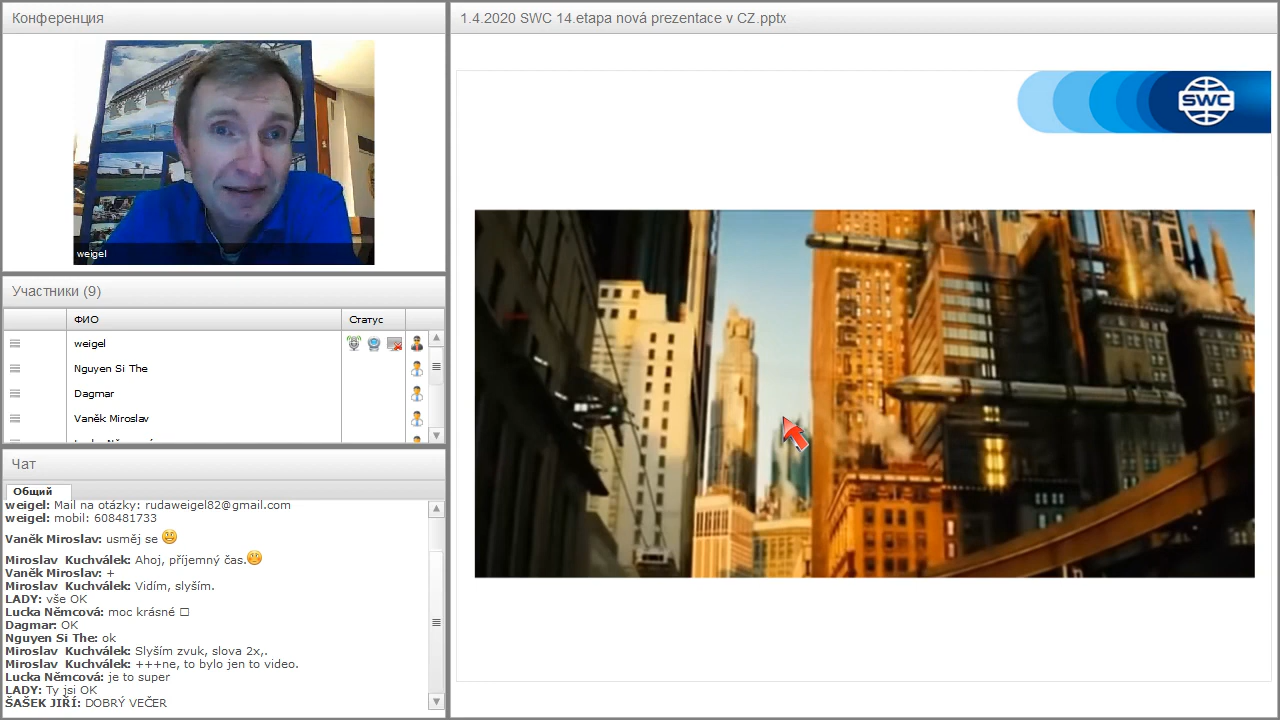 Конференция
weigel
Участники (9)
ФИО
Статус
weigel
Nguyen Si The
Dagmar
Vaněk Miroslav
Чат
Общий
weigel: Mail na otázky: rudaweigel82@gmail.com
weigel: mobil: 608481733
Vaněk Miroslav: usměj se
Miroslav Kuchválek: Ahoj, příjemný čas.
Vaněk Miroslav: +
Miroslav Kuchválek: Vidím, slyším.
LADY: vše OK
Lucka Němcová: moc krásné □
Dagmar: OK
Nguyen Si The: ok
Miroslav Kuchválek: Slyším zvuk, slova 2x,.
Miroslav Kuchválek: +++ne, to bylo jen to video.
Lucka Němcová: je to super
LADY: Ty jsi OK
ŠAŠEK JIŘÍ: DOBRÝ VEČER
1.4.2020 SWC 14.etapa nová prezentace v CZ.pptx
SWC